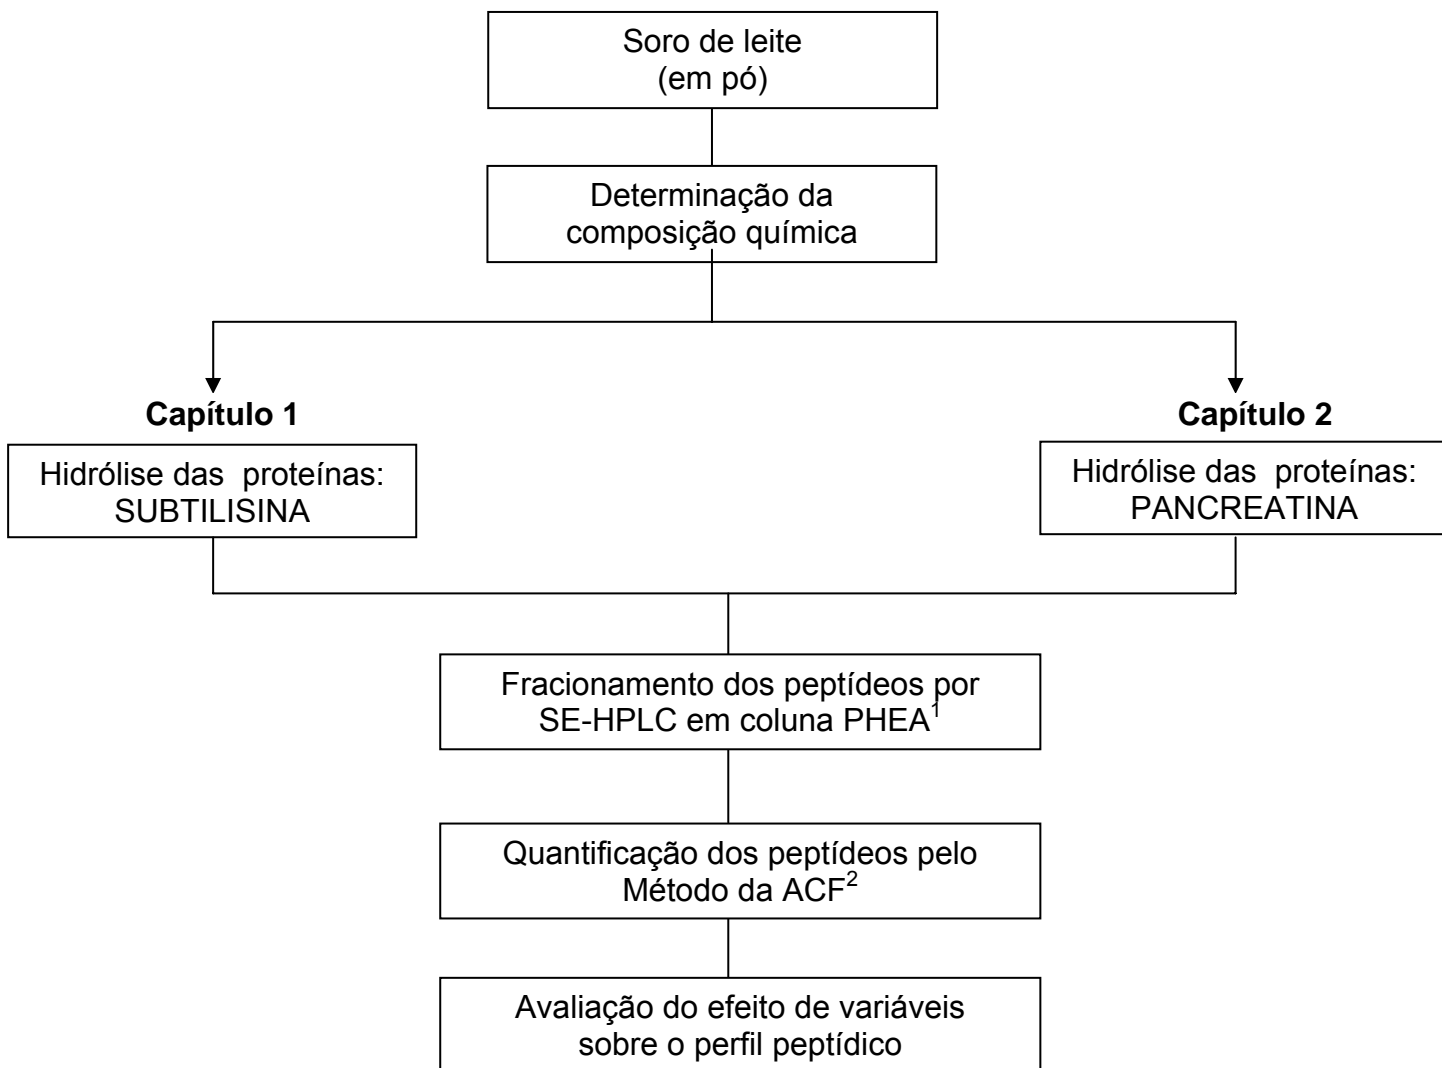 Soro de leite
(em pó)
Determinação da
composição química
Capítulo 1
Hidrólise das proteínas:
SUBTILISINA
Capítulo 2
Hidrólise das proteínas:
PANCREATINA
Fracionamento dos peptídeos por
SE-HPLC em coluna PHEA¹
Quantificação dos peptídeos pelo
Método da ACF²
Avaliação do efeito de variáveis
sobre o perfil peptídico